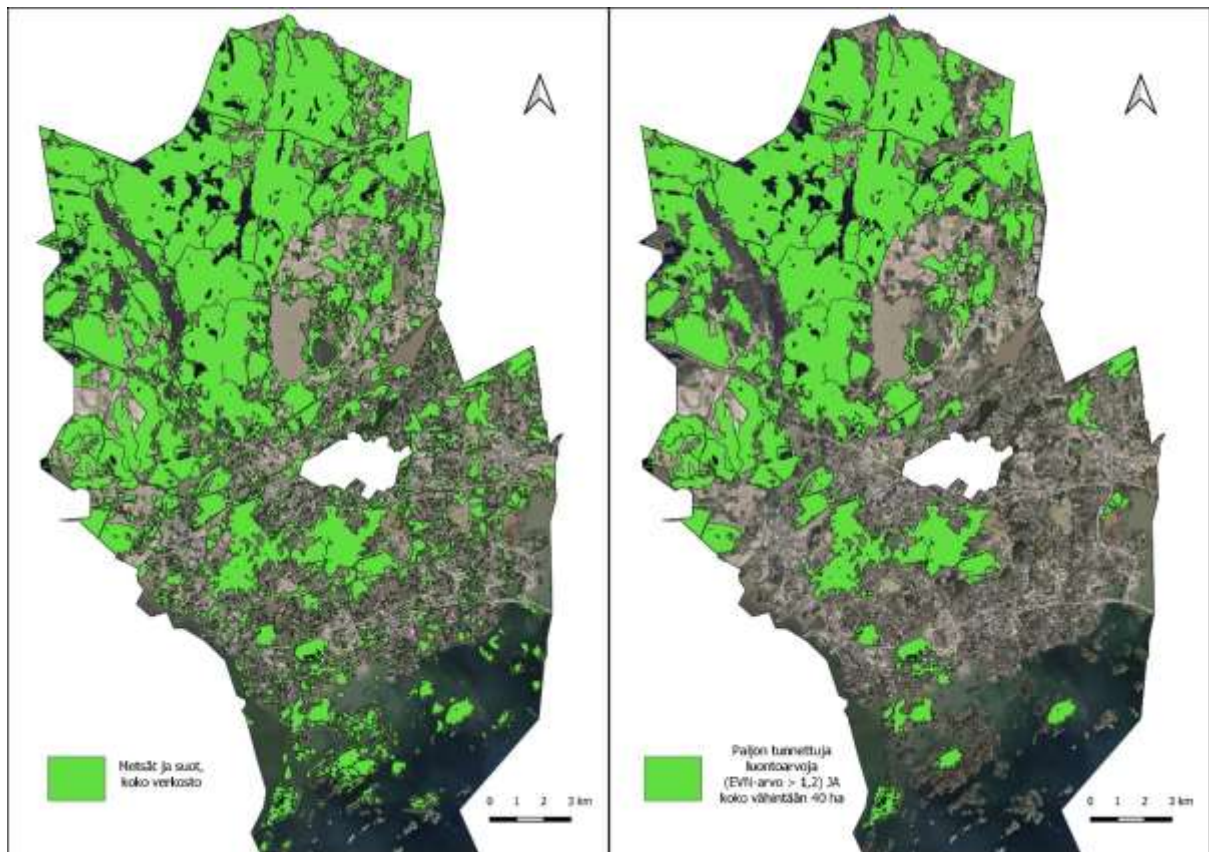 Metsät ja suot,
koko verkosto
0 1 2 3 km
Paljon tunnettuja
luontoarvoja
(EVN-arvo > 1,2) JA
koko vähintään 40 ha
0 1 2 3 km